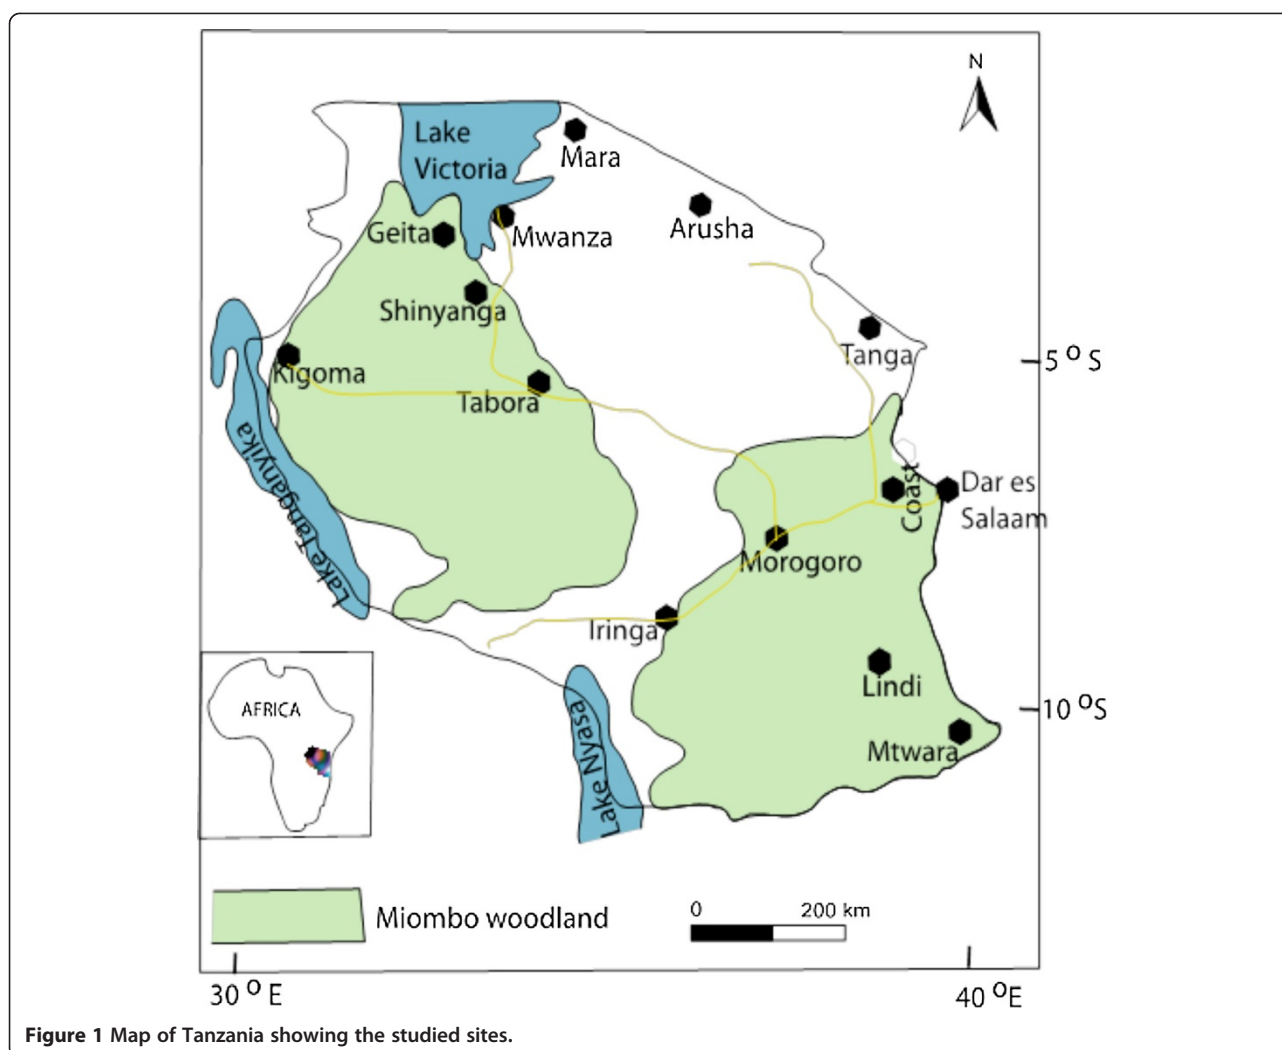 N
Lake
Victoria
Mara
Geita
Mwanza
Arusha
Shinyanga
Kigoma
Tabora
Tanga
5 O S
Lake Tanganyika
Coast
Dar es
Salaam
Morogoro
Iringa
Lindi
10 OS
Mtwara
Lake Nyasa
AFRICA
Miombo woodland
0 200 km
30 O E
40 OE
Figure 1 Map of Tanzania showing the studied sites.